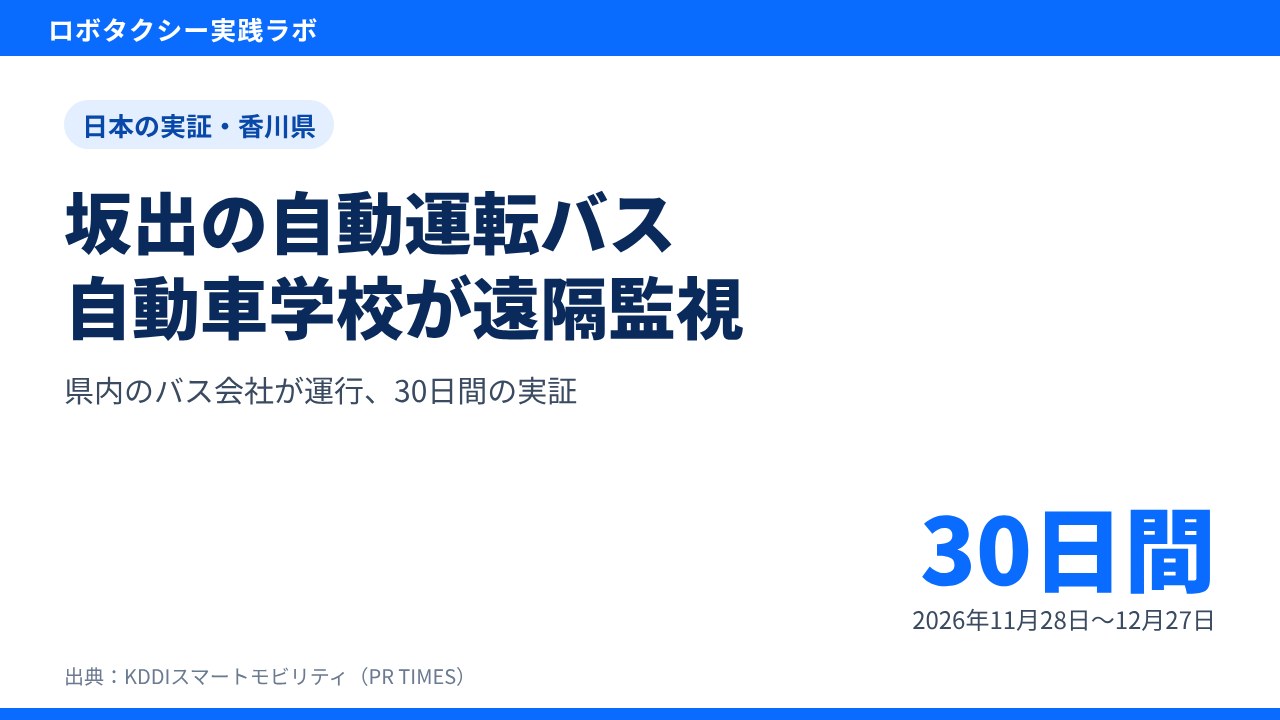 ロボタクシー実践ラボ
日本の実証・香川県
坂出の自動運転バス
自動車学校が遠隔監視
県内のバス会社が運行、30日間の実証
30日間
2026年11月28日〜12月27日
出典：KDDIスマートモビリティ（PR TIMES）